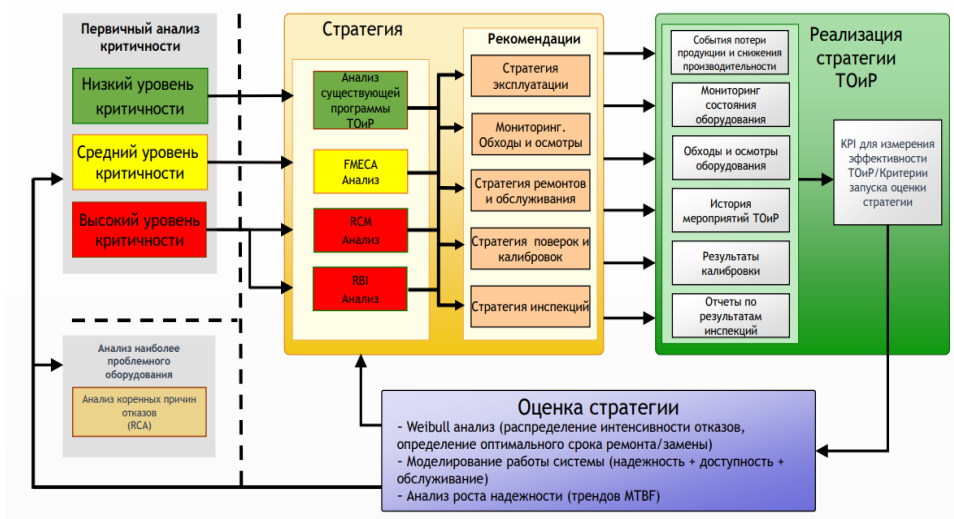 Первичный анализ
критичности
Низкий уровень
критичности
Средний уровень
критичности
Высокий уровень
критичности
Анализ наиболее
проблемного
оборудования
Анализ коренных причин
отказов
(RCA)
Стратегия
Анализ
существующей
программы
ТОиР
FMECA
Анализ
RCM
Анализ
RBI
Анализ
Рекомендации
Стратегия
эксплуатации
Мониторинг.
Обходы и осмотры
Стратегия ремонтов
и обслуживания
Стратегия поверок и
калибровок
Стратегия инспекций
События потери
продукции и снижения
производительности
Мониторинг
состояния
оборудования
Обходы и осмотры
оборудования
История
мероприятий ТОиР
Результаты
калибровки
Отчеты по
результатам
инспекций
Реализация
стратегии
ТОиР
KPI для измерения
эффективности
ТОиР/Критерии
запуска оценки
стратегии
Оценка стратегии
- Weibull анализ (распределение интенсивности отказов,
определение оптимального срока ремонта/замены)
- Моделирование работы системы (надежность + доступность +
обслуживание)
- Анализ роста надежности (трендов MTBF)